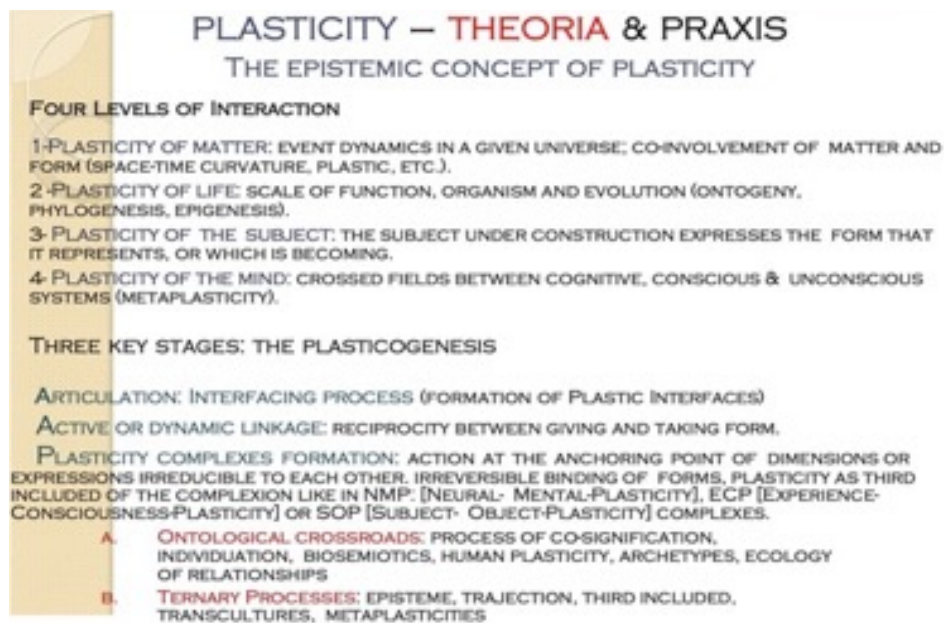 PLASTICITY – THEORIA & PRAXIS
THE EPISTEMIC CONCEPT OF PLASTICITY
FOUR LEVELS OF INTERACTION
1-PLASTICITY OF MATTER: EVENT DYNAMICS IN A GIVEN UNIVERSE; CO-INVOLVEMENT OF MATTER AND
FORM (SPACE-TIME CURVATURE, PLASTIC, ETC.).
2 -PLASTICITY OF LIFE: SCALE OF FUNCTION, ORGANISM AND EVOLUTION (ONTOGENY,
PHYLOGENESIS, EPIGENESIS).
3- PLASTICITY OF THE SUBJECT: THE SUBJECT UNDER CONSTRUCTION EXPRESSES THE FORM THAT
IT REPRESENTS, OR WHICH IS BECOMING.
4- PLASTICITY OF THE MIND: CROSSED FIELDS BETWEEN COGNITIVE, CONSCIOUS & UNCONSCIOUS
SYSTEMS (METAPLASTICITY).
THREE KEY STAGES: THE PLASTICOGENESIS
ARTICULATION: INTERFACING PROCESS (FORMATION OF PLASTIC INTERFACES)
ACTIVE OR DYNAMIC LINKAGE: RECIPROCITY BETWEEN GIVING AND TAKING FORM.
PLASTICITY COMPLEXES FORMATION: ACTION AT THE ANCHORING POINT OF DIMENSIONS OR
EXPRESSIONS IRREDUCIBLE TO EACH OTHER. IRREVERSIBLE BINDING OF FORMS, PLASTICITY AS THIRD
INCLUDED OF THE COMPLEXION LIKE IN NMP: [NEURAL- MENTAL-PLASTICITY], ECP [EXPERIENCE-
CONSCIOUSNESS-PLASTICITY] OR SOP [SUBJECT- OBJECT-PLASTICITY] COMPLEXES.
A. ONTOLOGICAL CROSSROADS: PROCESS OF CO-SIGNIFICATION,
INDIVIDUATION, BIOSEMIOTICS, HUMAN PLASTICITY, ARCHETYPES, ECOLOGY
OF RELATIONSHIPS
B. TERNARY PROCESSES: EPISTEME, TRAJECTION, THIRD INCLUDED,
TRANSCULTURES, METAPLASTICITIES